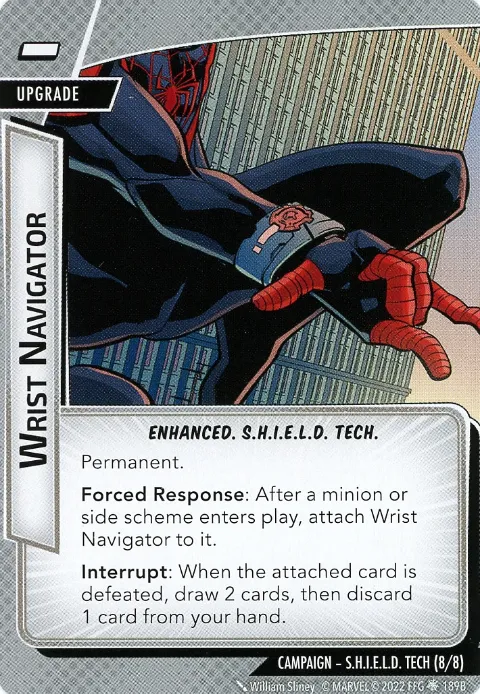 UPGRADE
WRIST NAVIGATOR
ENHANCED. S.H.I.E.L.D. TECH.
Permanent.
Forced Response: After a minion or
side scheme enters play, attach Wrist
Navigator to it.
Interrupt: When the attached card is
defeated, draw 2 cards, then discard
1 card from your hand.
CAMPAIGN – S.H.I.E.L.D. TECH (8/8)
William Sliney © MARVEL © 2022 FFG 189B